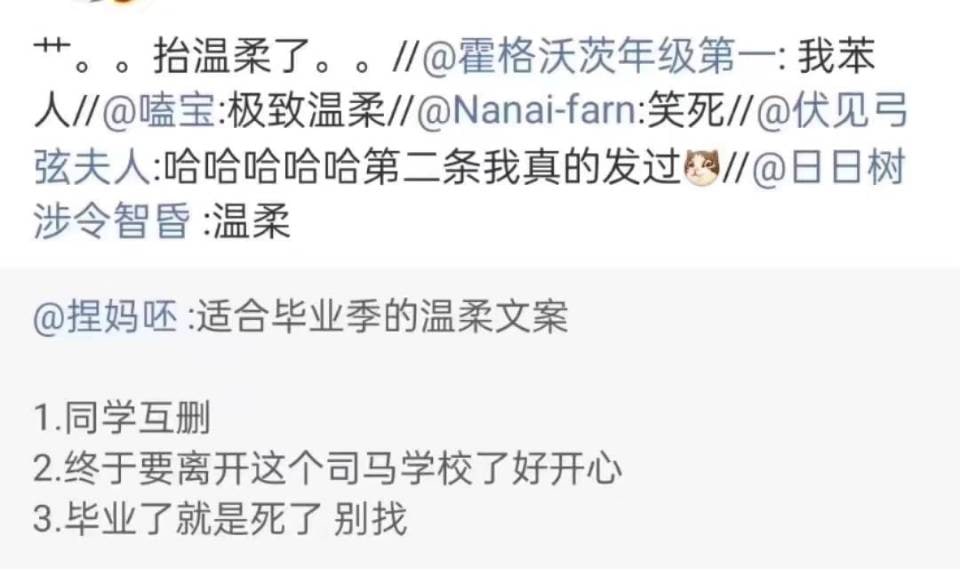 艹。。抬温柔了。。//@霍格沃茨年级第一: 我苯
人//@嗑宝:极致温柔//@Nanai-farn:笑死//@伏见弓
弦夫人:哈哈哈哈哈第二条我真的发过//@日日树
涉令智昏 :温柔
@捏妈呸 :适合毕业季的温柔文案
1.同学互删
2.终于要离开这个司马学校了好开心
3.毕业了就是死了 别找